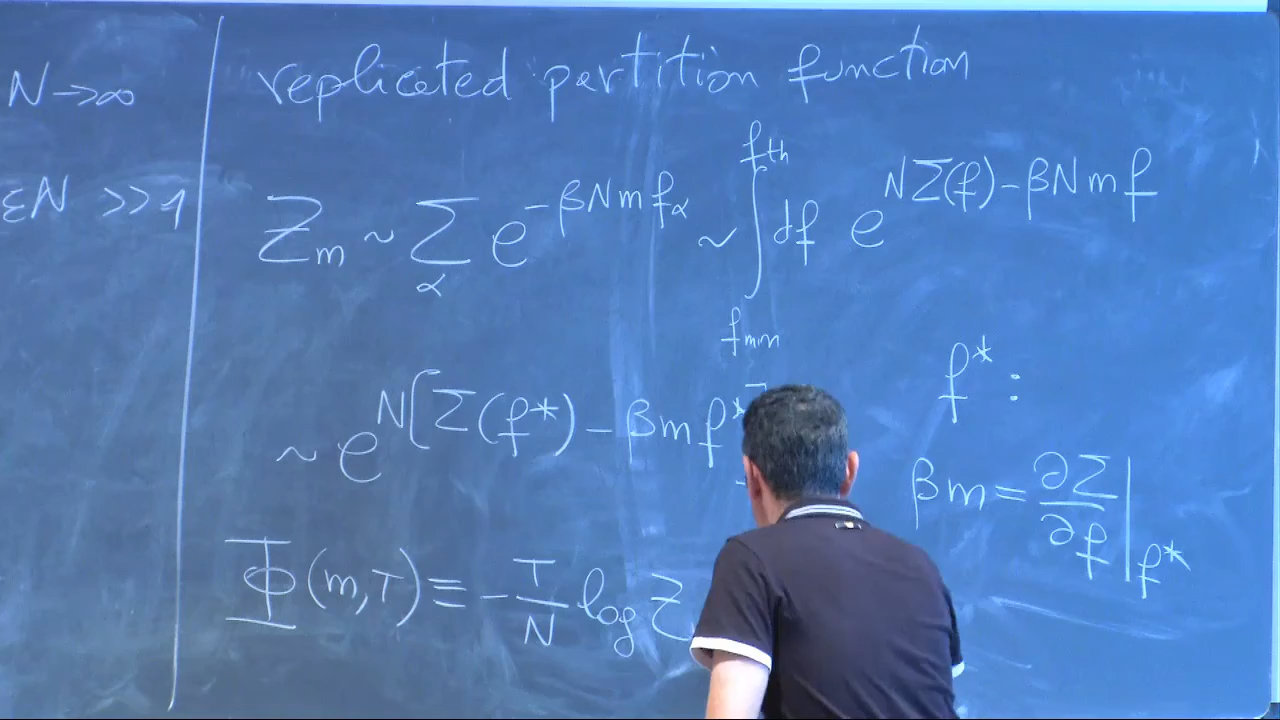 N → ∞
εN >> 1
replicated partition function
Z_m ~ Σ_α e^{-βNmf_α} ~ ∫_{f_min}^{f_th} df e^{NΣ(f) - βNmf}
~ e^{N[Σ(f*) - βmf*]}
f* :
βm = ∂Σ/∂f |_{f*}
Φ(m,T) ≡ - T/N log Z